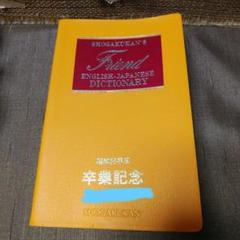 SHOGAKUKAN'S
Friend
ENGLISH-JAPANESE
DICTIONARY
卒業記念
SHOGAKUKAN